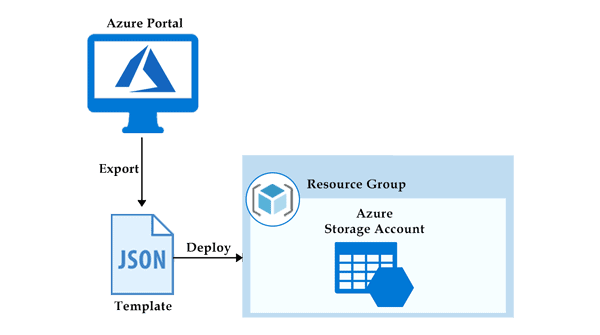 Azure Portal
Export
Resource Group
Azure
Storage Account
JSON
Deploy
Template